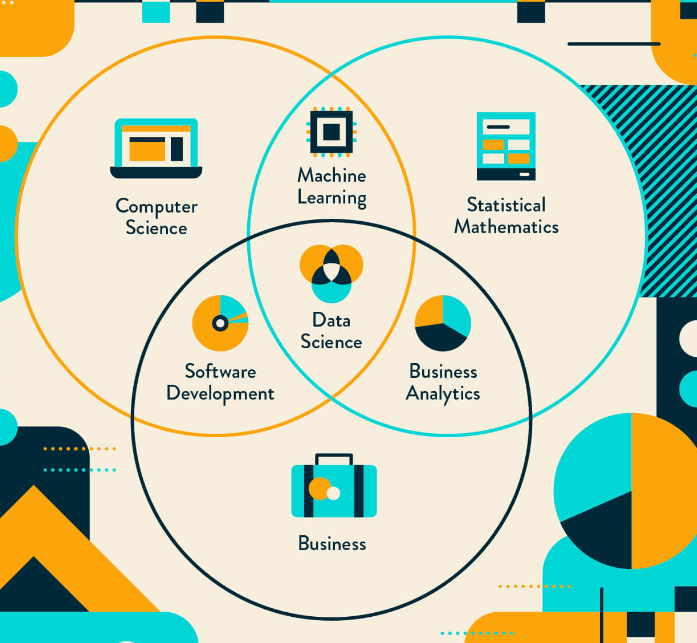 Machine
Learning
Computer
Science
Statistical
Mathematics
Data
Science
Software
Development
Business
Analytics
Business